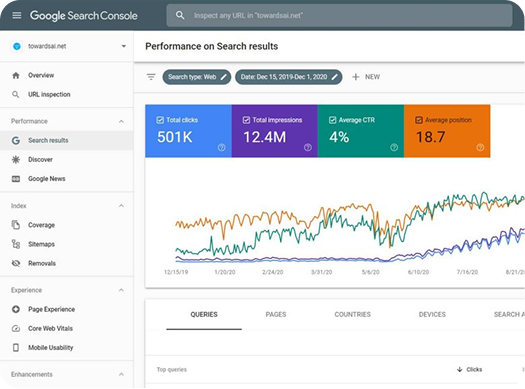 Google Search Console
Inspect any URL in "towardsai.net"
towardsai.net
Performance on Search results
Search type: Web
Date: Dec 15, 2019-Dec 1, 2020
NEW
Overview
URL inspection
Performance
Search results
Discover
Google News
Index
Coverage
Sitemaps
Removals
Experience
Page Experience
Core Web Vitals
Mobile Usability
Enhancements
Total clicks
501K
Total impressions
12.4M
Average CTR
4%
Average position
18.7
12/15/19 1/20/20 2/24/20 3/31/20 5/6/20 6/10/20 7/16/20 8/21/
QUERIES PAGES COUNTRIES DEVICES SEARCH A
Top queries
Clicks